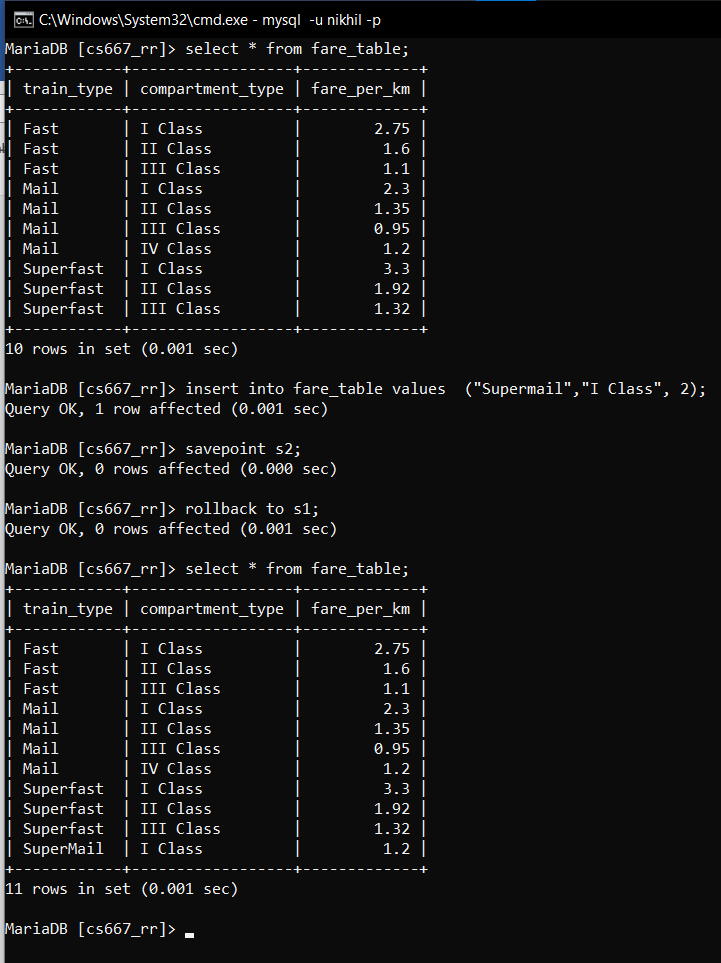 C:\Windows\System32\cmd.exe - mysql  -u nikhil -p
MariaDB [cs667_rr]> select * from fare_table;
+------------+------------------+-------------+
| train_type | compartment_type | fare_per_km |
+------------+------------------+-------------+
| Fast       | I Class          |        2.75 |
| Fast       | II Class         |         1.6 |
| Fast       | III Class        |         1.1 |
| Mail       | I Class          |         2.3 |
| Mail       | II Class         |        1.35 |
| Mail       | III Class        |        0.95 |
| Mail       | IV Class         |         1.2 |
| Superfast  | I Class          |         3.3 |
| Superfast  | II Class         |        1.92 |
| Superfast  | III Class        |        1.32 |
+------------+------------------+-------------+
10 rows in set (0.001 sec)

MariaDB [cs667_rr]> insert into fare_table values  ("Supermail","I Class", 2);
Query OK, 1 row affected (0.001 sec)

MariaDB [cs667_rr]> savepoint s2;
Query OK, 0 rows affected (0.000 sec)

MariaDB [cs667_rr]> rollback to s1;
Query OK, 0 rows affected (0.001 sec)

MariaDB [cs667_rr]> select * from fare_table;
+------------+------------------+-------------+
| train_type | compartment_type | fare_per_km |
+------------+------------------+-------------+
| Fast       | I Class          |        2.75 |
| Fast       | II Class         |         1.6 |
| Fast       | III Class        |         1.1 |
| Mail       | I Class          |         2.3 |
| Mail       | II Class         |        1.35 |
| Mail       | III Class        |        0.95 |
| Mail       | IV Class         |         1.2 |
| Superfast  | I Class          |         3.3 |
| Superfast  | II Class         |        1.92 |
| Superfast  | III Class        |        1.32 |
| SuperMail  | I Class          |         1.2 |
+------------+------------------+-------------+
11 rows in set (0.001 sec)

MariaDB [cs667_rr]>